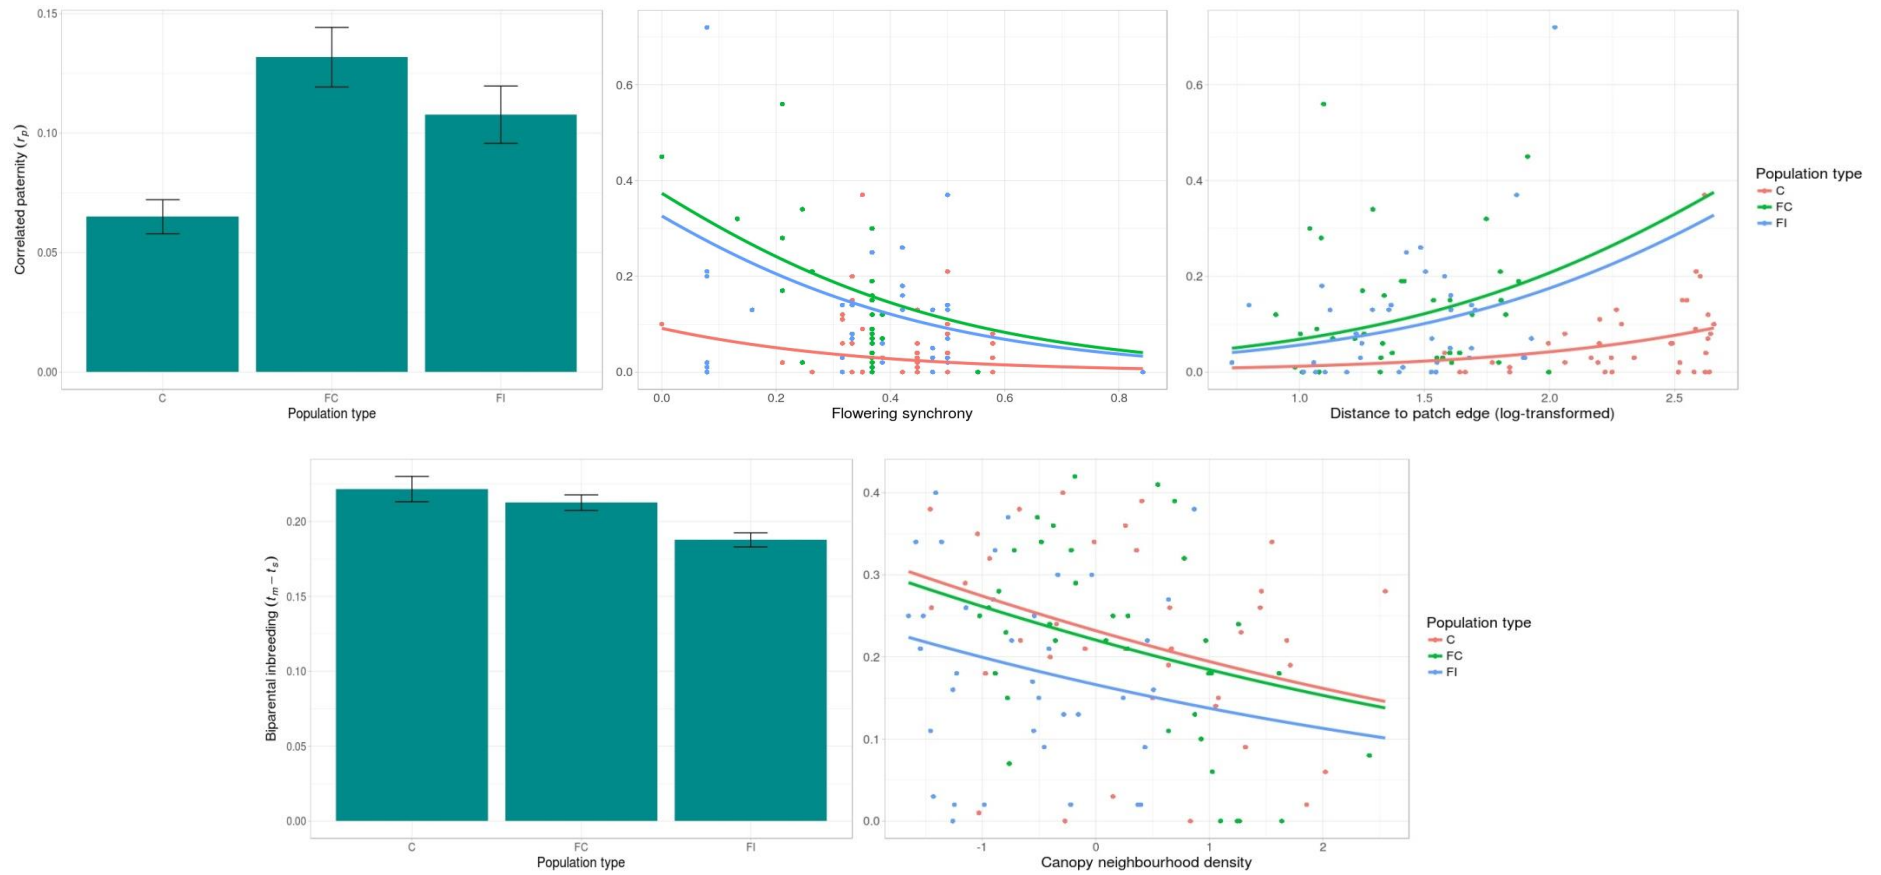 0.15
0.10
0.05
0.00
Correlated paternity (r_p)
C FC FI
Population type
0.6
0.4
0.2
0.0
0.0 0.2 0.4 0.6 0.8
Flowering synchrony
0.6
0.4
0.2
0.0
1.0 1.5 2.0 2.5
Distance to patch edge (log-transformed)
Population type
C
FC
FI
0.20
0.15
0.10
0.05
0.00
Biparental inbreeding (t_m − t_s)
C FC FI
Population type
0.4
0.3
0.2
0.1
0.0
-1 0 1 2
Canopy neighbourhood density
Population type
C
FC
FI